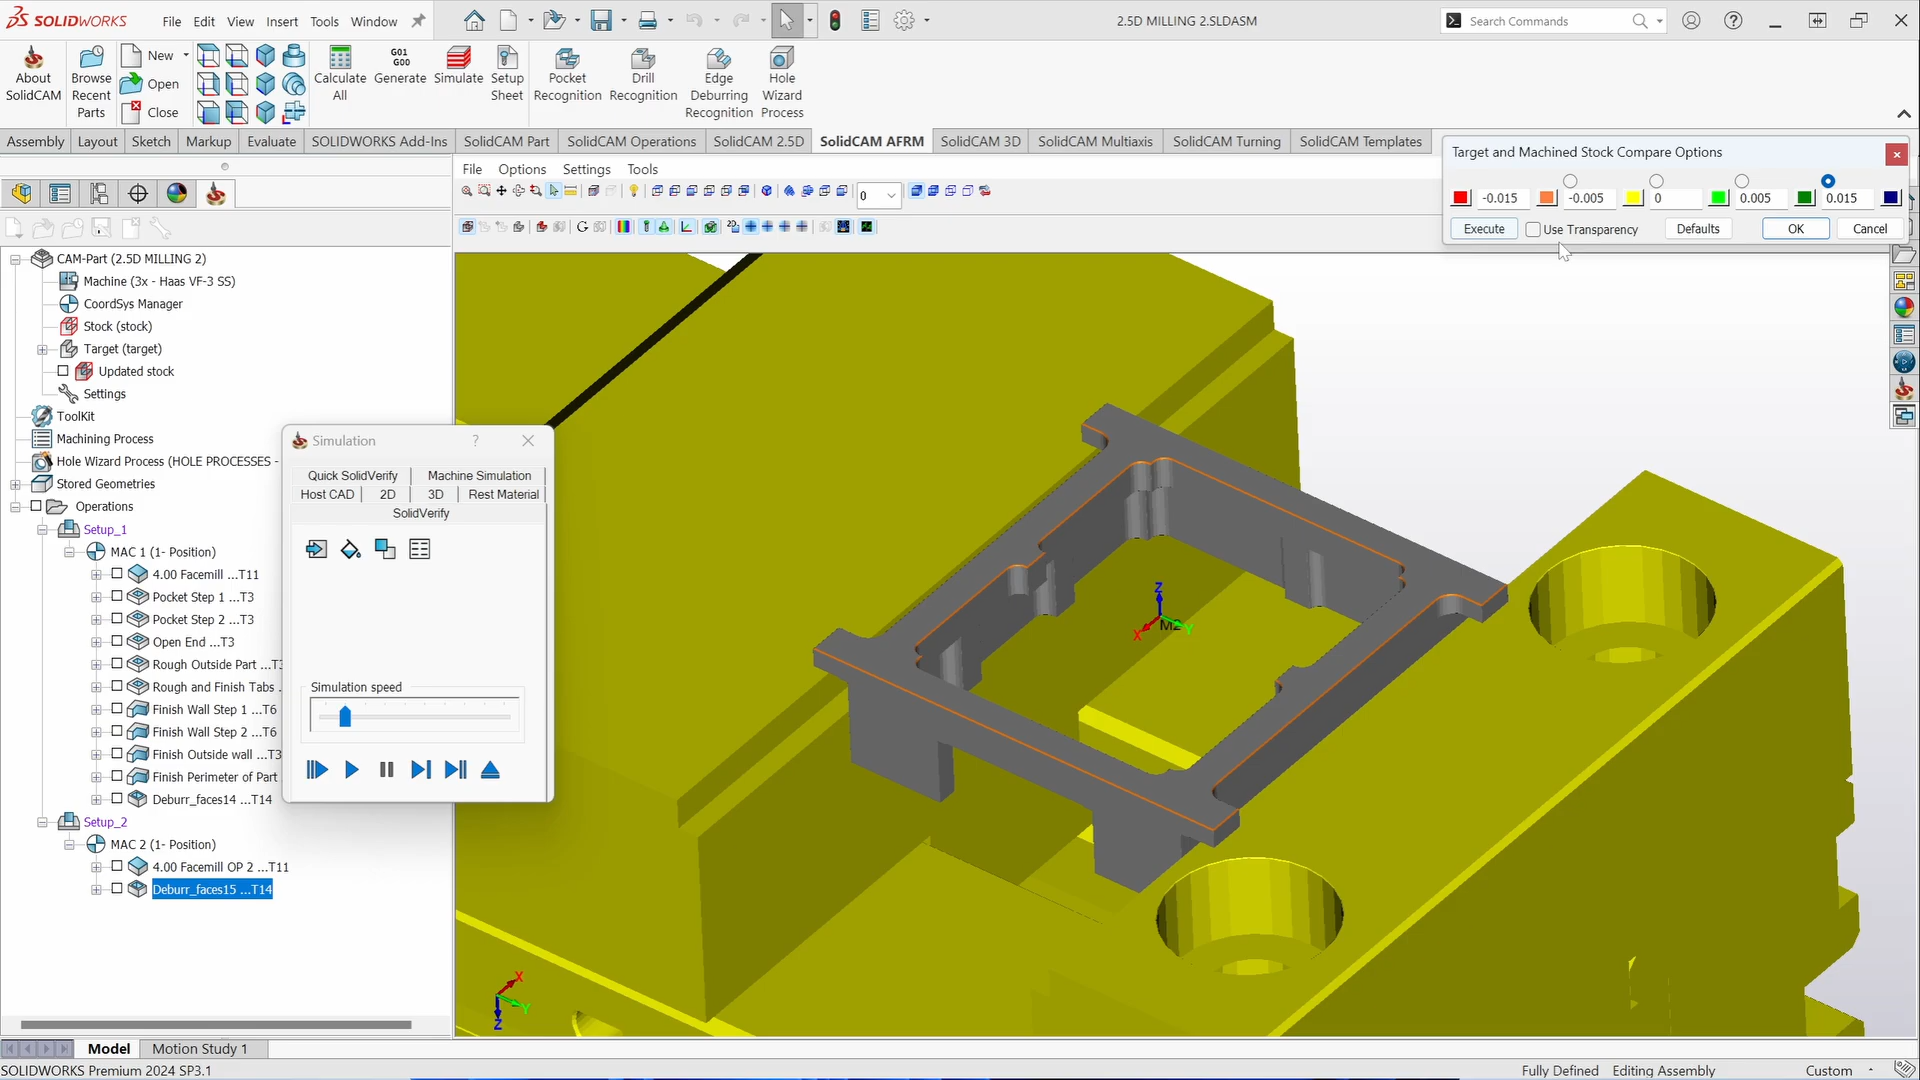 SOLIDWORKS
File Edit View Insert Tools Window
2.5D MILLING 2.SLDASM
Search Commands
About SolidCAM
Browse Recent Parts
New
Open
Close
Calculate All
G01 G00
Generate
Simulate
Setup Sheet
Pocket Recognition
Drill Recognition
Edge Deburring Recognition
Hole Wizard Process
Assembly Layout Sketch Markup Evaluate SOLIDWORKS Add-Ins SolidCAM Part SolidCAM Operations SolidCAM 2.5D SolidCAM AFRM SolidCAM 3D SolidCAM Multiaxis SolidCAM Turning SolidCAM Templates
Target and Machined Stock Compare Options
-0.015 -0.005 0 0.005 0.015
Execute Use Transparency Defaults OK Cancel
File Options Settings Tools
0
CAM-Part (2.5D MILLING 2)
Machine (3x - Haas VF-3 SS)
CoordSys Manager
Stock (stock)
Target (target)
Updated stock
Settings
ToolKit
Machining Process
Hole Wizard Process (HOLE PROCESSES -
Stored Geometries
Operations
Setup_1
MAC 1 (1- Position)
4.00 Facemill ...T11
Pocket Step 1 ...T3
Pocket Step 2 ...T3
Open End ...T3
Rough Outside Part ...T3
Rough and Finish Tabs .
Finish Wall Step 1 ...T6
Finish Wall Step 2 ...T6
Finish Outside wall ...T3
Finish Perimeter of Part
Deburr_faces14 ...T14
Setup_2
MAC 2 (1- Position)
4.00 Facemill OP 2 ...T11
Deburr_faces15 ...T14
Simulation ?
Quick SolidVerify Machine Simulation
Host CAD 2D 3D Rest Material
SolidVerify
Simulation speed
Z
X M2 Y
X
Y
Z
Model Motion Study 1
SOLIDWORKS Premium 2024 SP3.1
Fully Defined Editing Assembly Custom